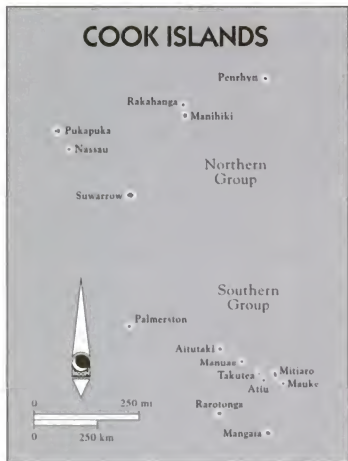 COOK ISLANDS
Penrhyn
Rakahanga
Manihiki
Pukapuka
Nassau
Northern
Group
Suwarrow
Southern
Group
Palmerston
Aitutaki
Manuae
Takutea
Mitiaro
Atiu
Mauke
Rarotonga
Mangaia
MOON
0 250 mi
0 250 km